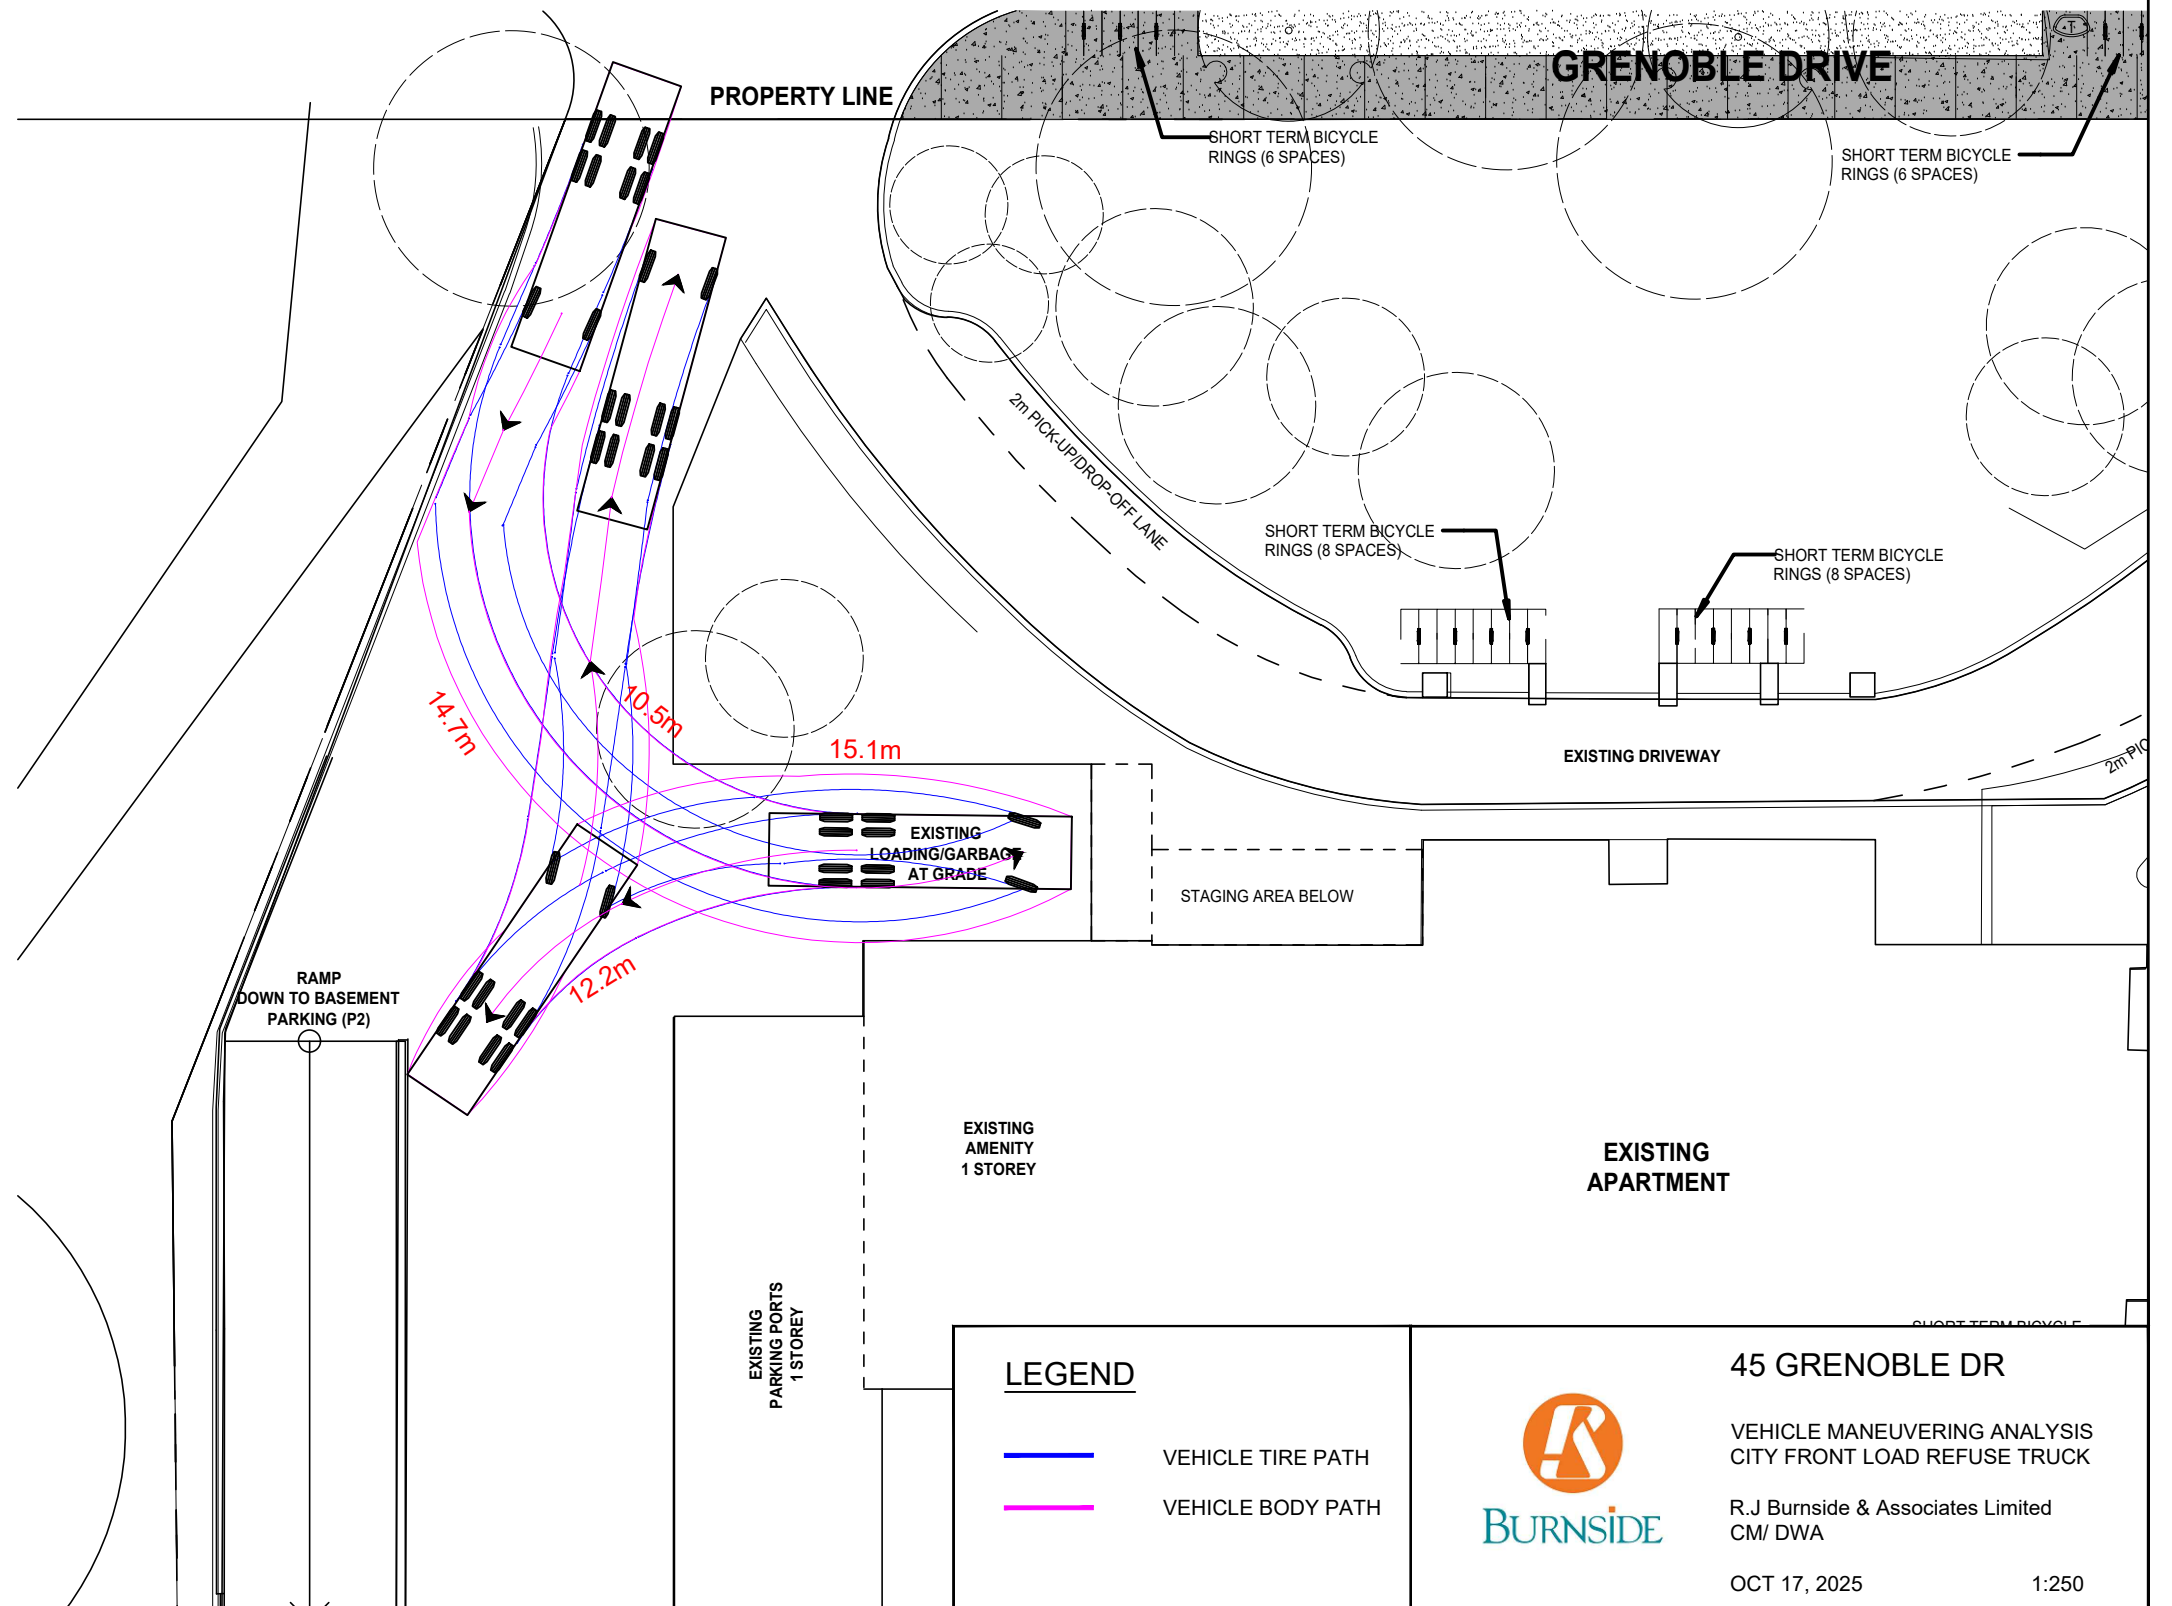 GRENOBLE DRIVE
PROPERTY LINE
SHORT TERM BICYCLE
RINGS (6 SPACES)
SHORT TERM BICYCLE
RINGS (6 SPACES)
2m PICK-UP/DROP-OFF LANE
SHORT TERM BICYCLE
RINGS (8 SPACES)
SHORT TERM BICYCLE
RINGS (8 SPACES)
14.7m
10.5m
15.1m
12.2m
EXISTING DRIVEWAY
2m PIC
EXISTING
LOADING/GARBAGE
AT GRADE
STAGING AREA BELOW
RAMP
DOWN TO BASEMENT
PARKING (P2)
EXISTING
AMENITY
1 STOREY
EXISTING
APARTMENT
EXISTING
PARKING PORTS
1 STOREY
SHORT TERM BICYCLE
LEGEND
VEHICLE TIRE PATH
VEHICLE BODY PATH
BURNSIDE
45 GRENOBLE DR
VEHICLE MANEUVERING ANALYSIS
CITY FRONT LOAD REFUSE TRUCK
R.J Burnside & Associates Limited
CM/ DWA
OCT 17, 2025 1:250